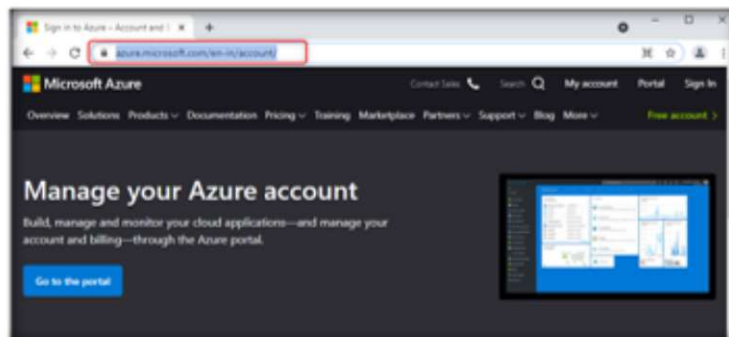 Sign in to Azure – Account and
azure.microsoft.com/en-in/account/
Microsoft Azure
Contact Sales
Search
My account
Portal
Sign In
Overview Solutions Products Documentation Pricing Training Marketplace Partners Support Blog More
Free account >
Manage your Azure account
Build, manage and monitor your cloud applications—and manage your
account and billing—through the Azure portal.
Go to the portal